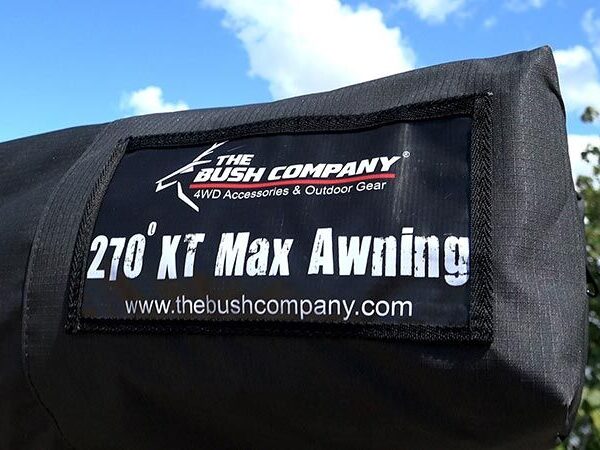 THE
BUSH COMPANY®
4WD Accessories & Outdoor Gear
270° XT Max Awning
www.thebushcompany.com